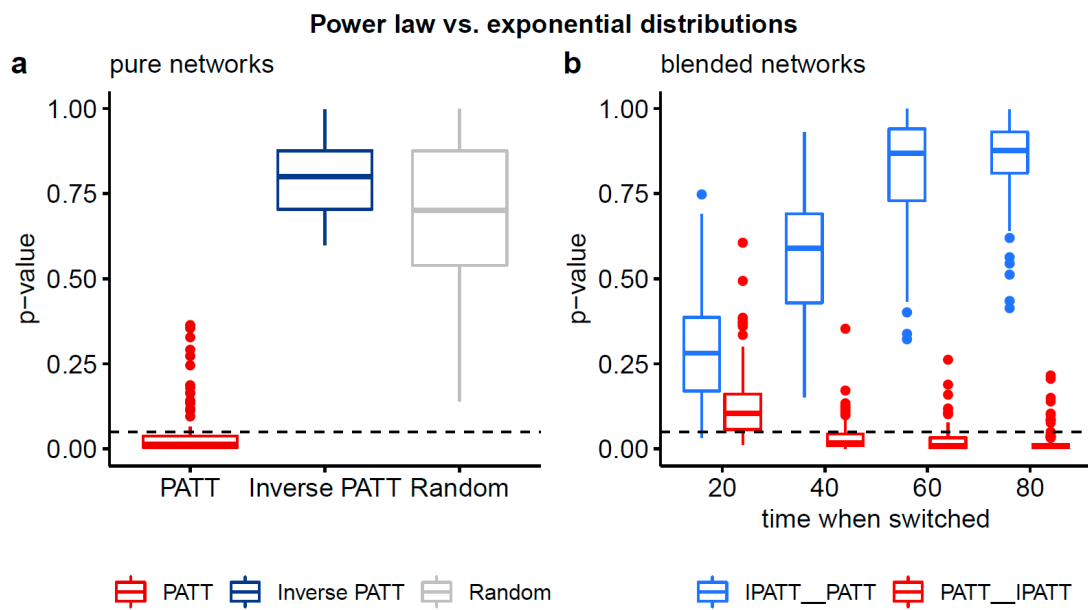 Power law vs. exponential distributions
a pure networks
1.00
0.75
0.50
0.25
0.00
p−value
PATT Inverse PATT Random
PATT Inverse PATT Random
b blended networks
1.00
0.75
0.50
0.25
0.00
p−value
20 40 60 80
time when switched
IPATT__PATT PATT__IPATT